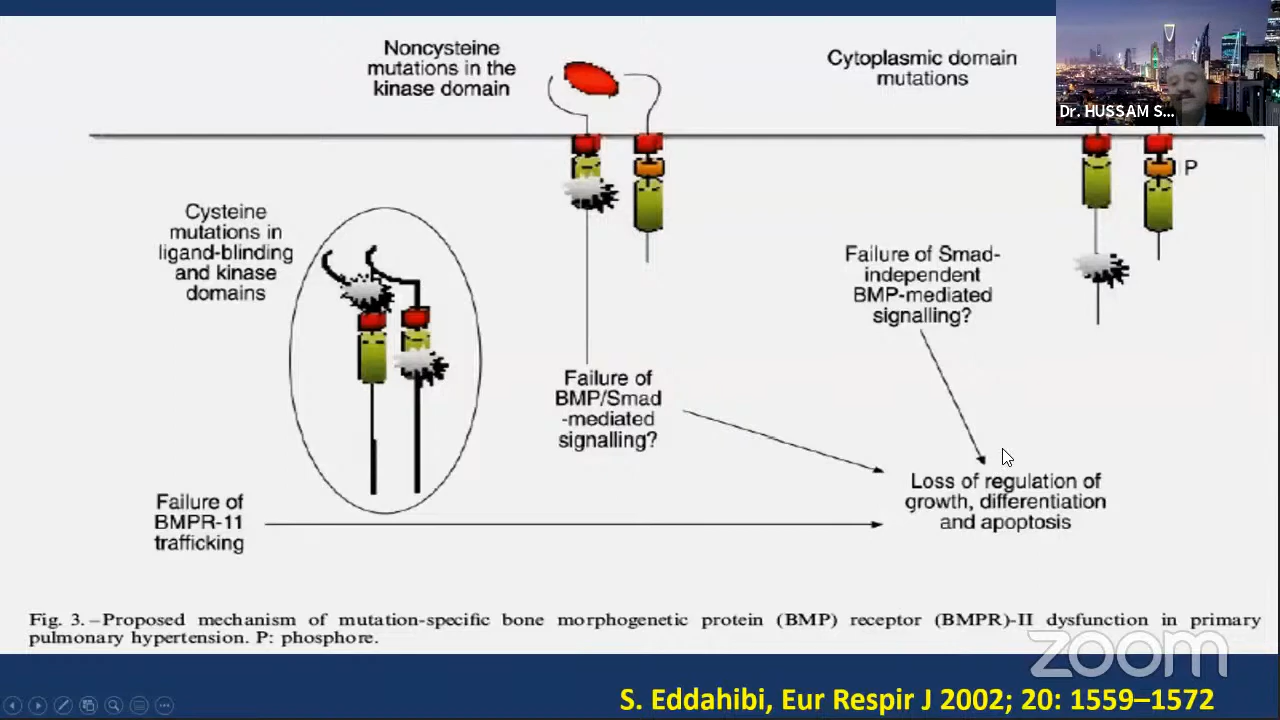 Noncysteine
mutations in the
kinase domain
Cytoplasmic domain
mutations
Dr. HUSSAM S...
P
Cysteine
mutations in
ligand-blinding
and kinase
domains
Failure of Smad-
independent
BMP-mediated
signalling?
Failure of
BMP/Smad
-mediated
signalling?
Loss of regulation of
growth, differentiation
and apoptosis
Failure of
BMPR-11
trafficking
Fig. 3. – Proposed mechanism of mutation-specific bone morphogenetic protein (BMP) receptor (BMPR)-II dysfunction in primary
pulmonary hypertension. P: phosphore.
zoom
S. Eddahibi, Eur Respir J 2002; 20: 1559–1572